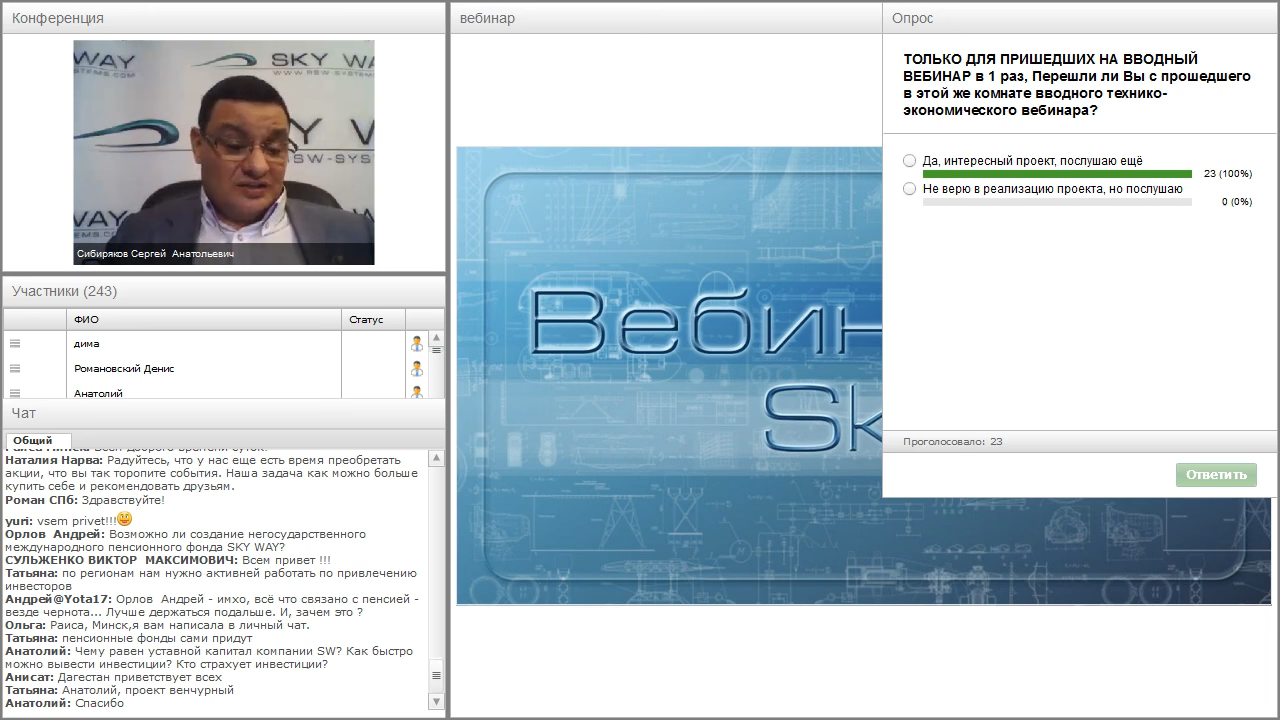 Конференция
WAY
SKY WAY
COM
WWW.RSW-SYSTEMS.COM
Сибиряков Сергей Анатольевич
Участники (243)
ФИО Статус
дима
Романовский Денис
Анатолий
Чат
Общий
Наталия Нарва: Радуйтесь, что у нас еще есть время преобретать
акции, что вы так торопите события. Наша задача как можно больше
купить себе и рекомендовать друзьям.
Роман СПб: Здравствуйте!
yuri: vsem privet!!!
Орлов Андрей: Возможно ли создание негосударственного
международного пенсионного фонда SKY WAY?
СУЛЬЖЕНКО ВИКТОР МАКСИМОВИЧ: Всем привет !!!
Татьяна: по регионам нам нужно активней работать по привлечению
инвесторов
Андрей@Yota17: Орлов Андрей - имхо, всё что связано с пенсией -
везде чернота... Лучше держаться подальше. И, зачем это ?
Ольга: Раиса, Минск,я вам написала в личный чат.
Татьяна: пенсионные фонды сами придут
Анатолий: Чему равен уставной капитал компании SW? Как быстро
можно вывести инвестиции? Кто страхует инвестиции?
Анисат: Дагестан приветствует всех
Татьяна: Анатолий, проект венчурный
Анатолий: Спасибо
вебинар
Вебин
Sk
Опрос
ТОЛЬКО ДЛЯ ПРИШЕДШИХ НА ВВОДНЫЙ
ВЕБИНАР в 1 раз, Перешли ли Вы с прошедшего
в этой же комнате вводного технико-
экономического вебинара?
Да, интересный проект, послушаю ещё
23 (100%)
Не верю в реализацию проекта, но послушаю
0 (0%)
Проголосовало: 23
Ответить